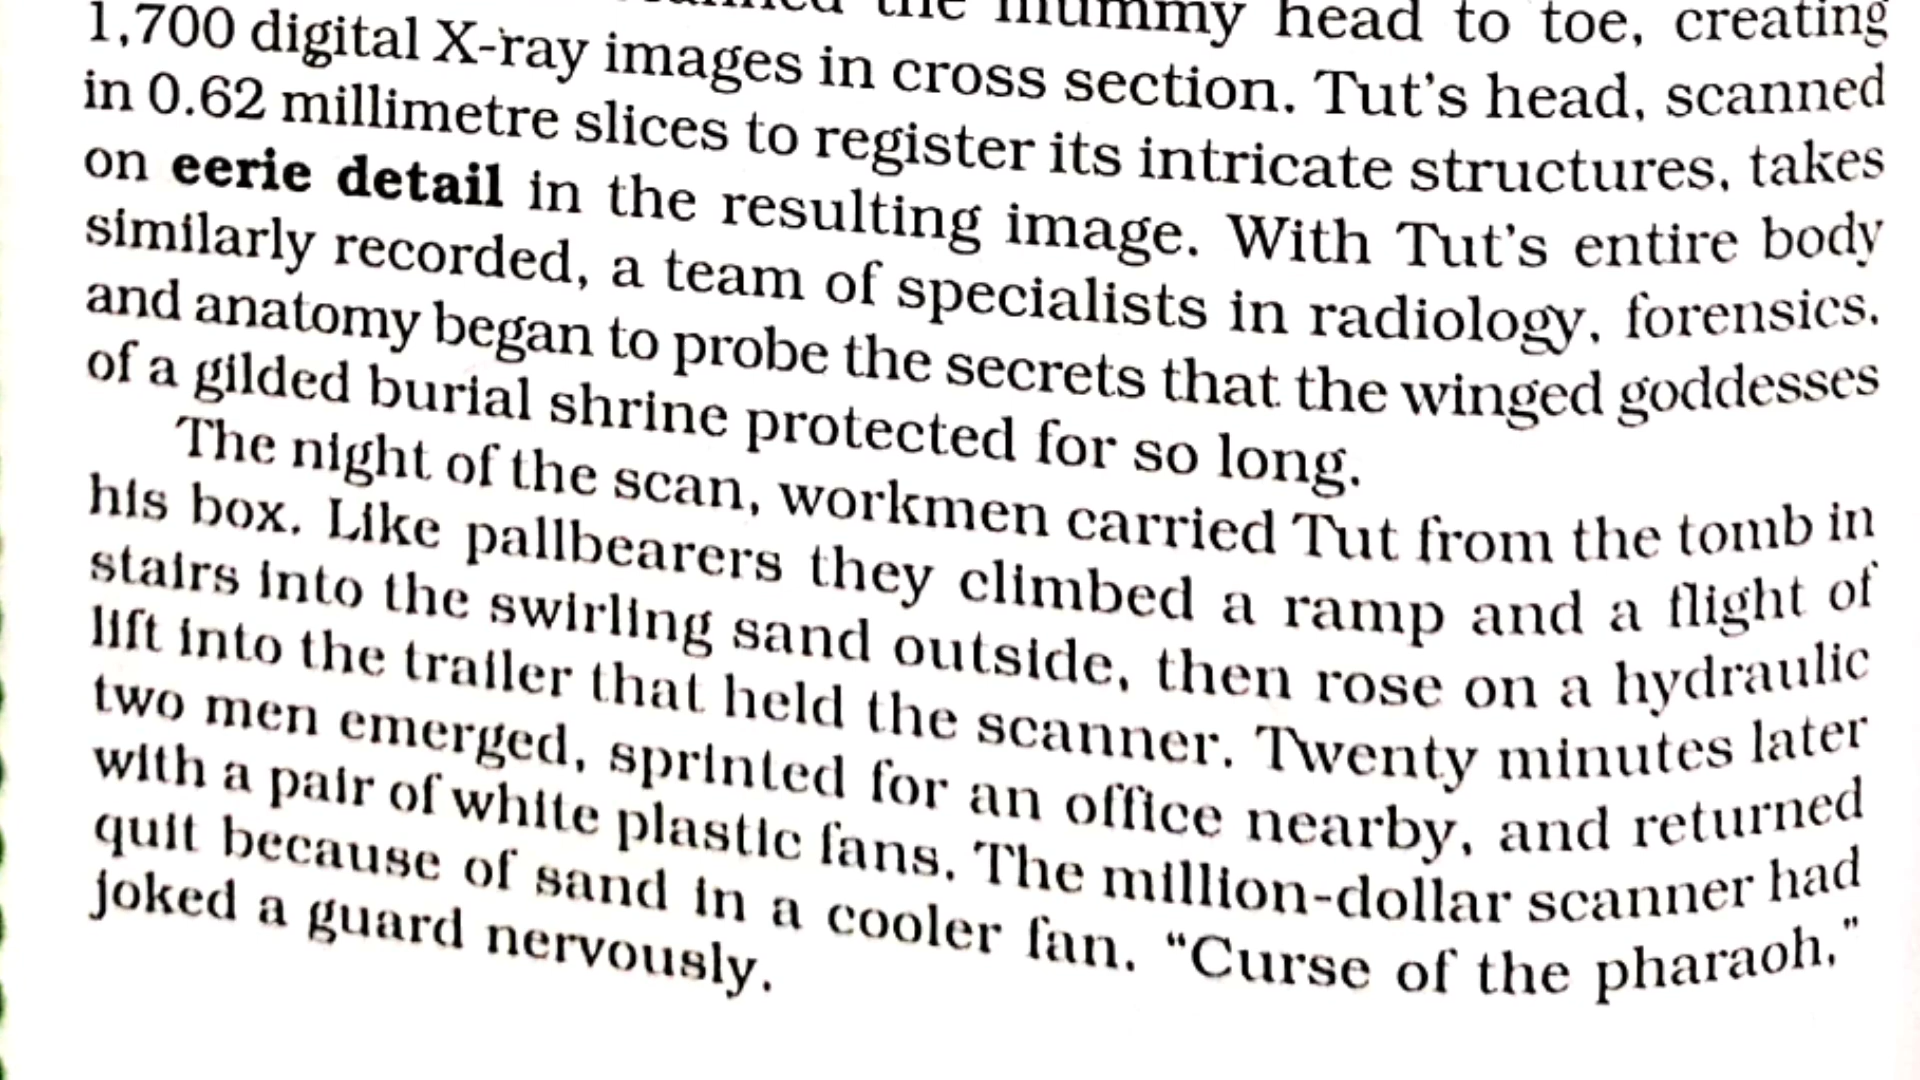 the mummy head to toe, creating
1,700 digital X-ray images in cross section. Tut's head, scanned
in 0.62 millimetre slices to register its intricate structures, takes
on eerie detail in the resulting image. With Tut's entire body
similarly recorded, a team of specialists in radiology, forensics,
and anatomy began to probe the secrets that the winged goddesses
of a gilded burial shrine protected for so long.
The night of the scan, workmen carried Tut from the tomb in
his box. Like pallbearers they climbed a ramp and a flight of
stairs into the swirling sand outside, then rose on a hydraulic
lift into the trailer that held the scanner. Twenty minutes later
two men emerged, sprinted for an office nearby, and returned
with a pair of white plastic fans. The million-dollar scanner had
quit because of sand in a cooler fan. “Curse of the pharaoh,”
joked a guard nervously.